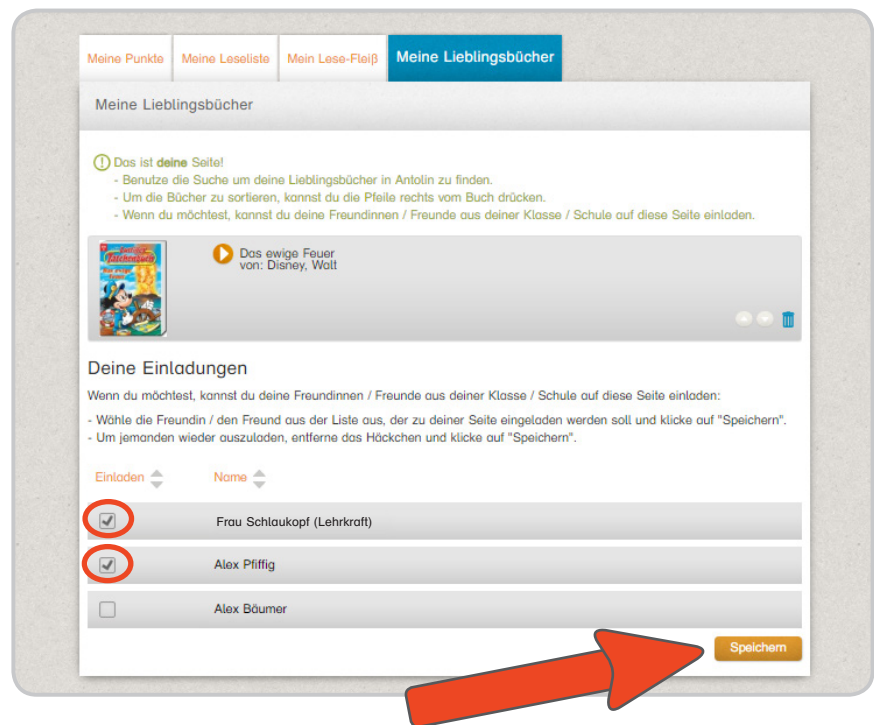 Meine Punkte
Meine Leseliste
Mein Lese-Fleiß
Meine Lieblingsbücher
Meine Lieblingsbücher
Das ist deine Seite!
- Benutze die Suche um deine Lieblingsbücher in Antolin zu finden.
- Um die Bücher zu sortieren, kannst du die Pfeile rechts vom Buch drücken.
- Wenn du möchtest, kannst du deine Freundinnen / Freunde aus deiner Klasse / Schule auf diese Seite einladen.
Taschenbuch
Das ewige Feuer
von: Disney, Walt
Deine Einladungen
Wenn du möchtest, kannst du deine Freundinnen / Freunde aus deiner Klasse / Schule auf diese Seite einladen:
- Wähle die Freundin / den Freund aus der Liste aus, der zu deiner Seite eingeladen werden soll und klicke auf "Speichern".
- Um jemanden wieder auszuladen, entferne das Häckchen und klicke auf "Speichern".
Einladen
Name
Frau Schlaukopf (Lehrkraft)
Alex Pfiffig
Alex Bäumer
Speichern